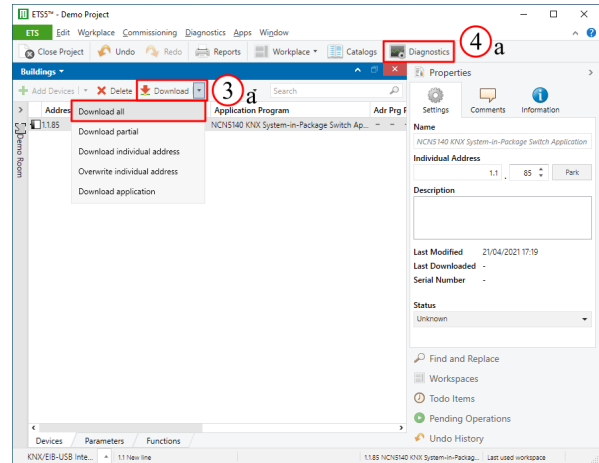 ETS5™ - Demo Project
ETS Edit Workplace Commissioning Diagnostics Apps Window
Close Project Undo Redo Reports Workplace Catalogs Diagnostics
4 a
Buildings
Add Devices Delete Download Search
3 a
Addres Application Program Adr Prg
1.1.85 NCN5140 KNX System-in-Package Switch Ap... - -
Demo Room
Download all
Download partial
Download individual address
Overwrite individual address
Download application
Properties
Settings Comments Information
Name
NCN5140 KNX System-in-Package Switch Application
Individual Address
1.1 . 85 Park
Description
Last Modified 21/04/2021 17:19
Last Downloaded -
Serial Number -
Status
Unknown
Find and Replace
Workspaces
Todo Items
Pending Operations
Undo History
Devices Parameters Functions
KNX/EIB-USB Inte... 1.1 New line 1.1.85 NCN5140 KNX System-in-Packag... Last used workspace